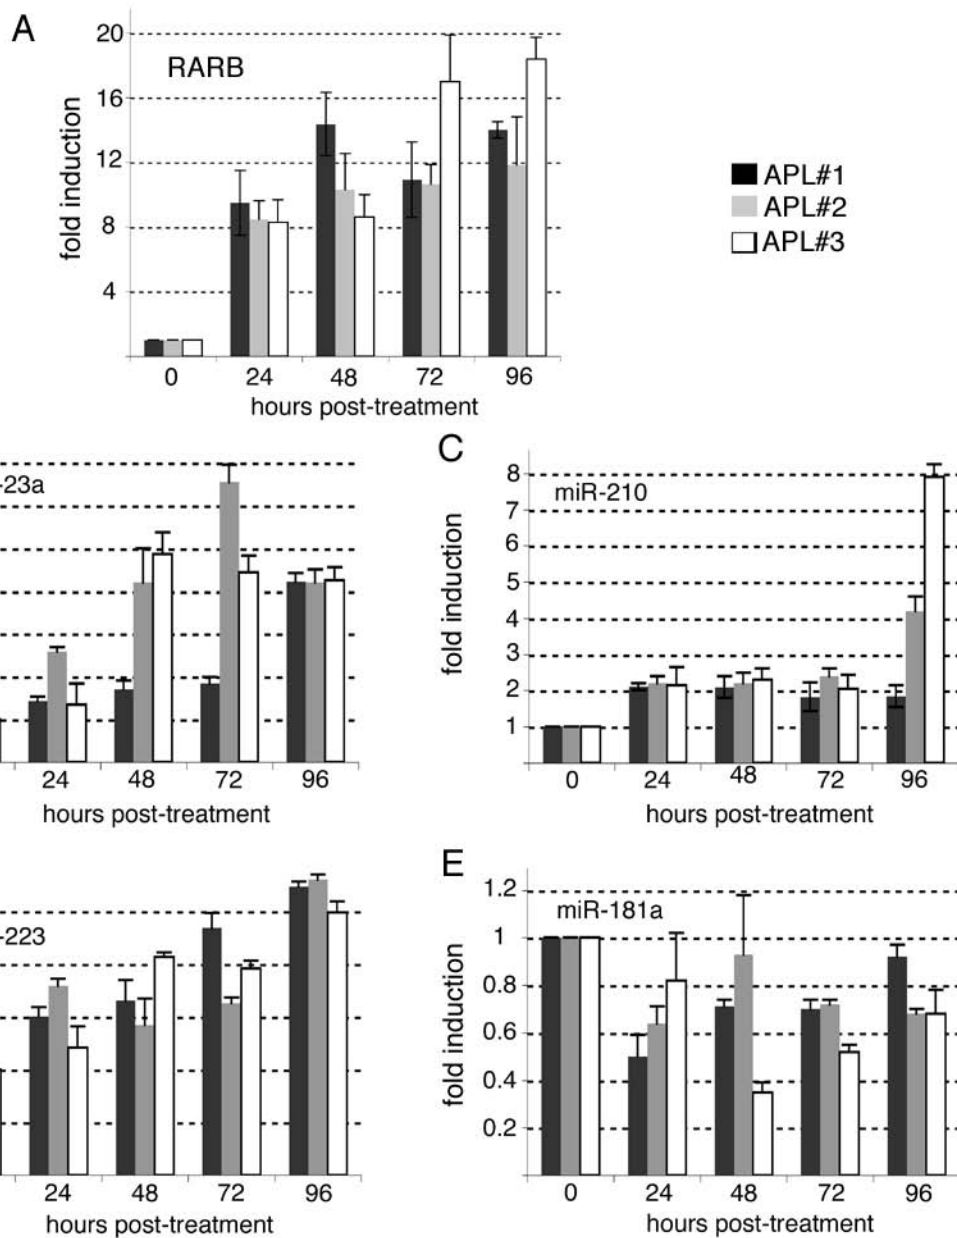 A
20
RARB
16
12
8
4
fold induction
0 24 48 72 96
hours post-treatment
APL#1
APL#2
APL#3
-23a
24 48 72 96
hours post-treatment
C
8
miR-210
7
6
5
4
3
2
1
fold induction
0 24 48 72 96
hours post-treatment
-223
24 48 72 96
hours post-treatment
E
1.2
miR-181a
1
0.8
0.6
0.4
0.2
fold induction
0 24 48 72 96
hours post-treatment